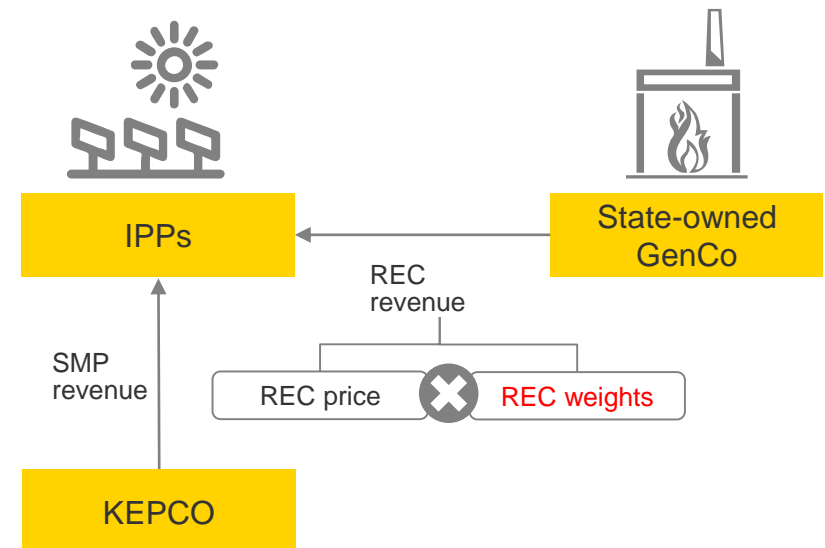 IPPs
State-owned
GenCo
REC
revenue
SMP
revenue
REC price
REC weights
KEPCO